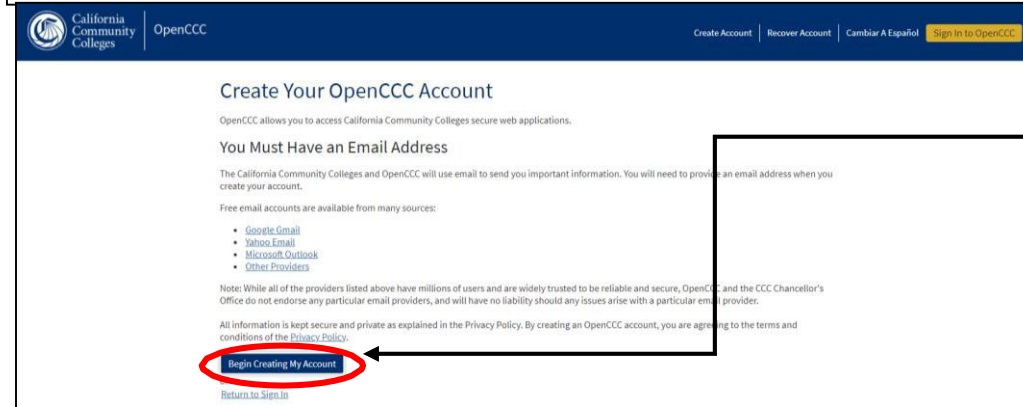 California
Community
Colleges
OpenCCC
Create Account
Recover Account
Cambiar A Español
Sign In to OpenCCC
Create Your OpenCCC Account
OpenCCC allows you to access California Community Colleges secure web applications.
You Must Have an Email Address
The California Community Colleges and OpenCCC will use email to send you important information. You will need to provide an email address when you
create your account.
Free email accounts are available from many sources:
Google Gmail
Yahoo Email
Microsoft Outlook
Other Providers
Note: While all of the providers listed above have millions of users and are widely trusted to be reliable and secure, OpenCCC and the CCC Chancellor's
Office do not endorse any particular email providers, and will have no liability should any issues arise with a particular email provider.
All information is kept secure and private as explained in the Privacy Policy. By creating an OpenCCC account, you are agreeing to the terms and
conditions of the Privacy Policy.
Begin Creating My Account
Return to Sign In